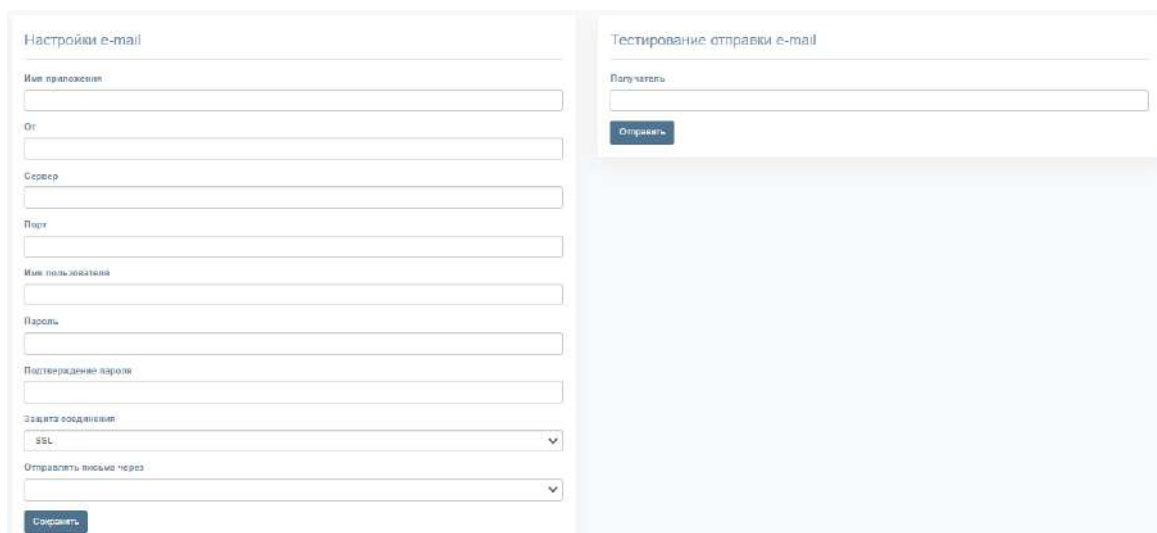 Настройки e-mail
Имя приложения
От
Сервер
Порт
Имя пользователя
Пароль
Подтверждение пароля
Защита соединения
SSL
Отправлять письма через
Сохранить
Тестирование отправки e-mail
Получатель
Отправить